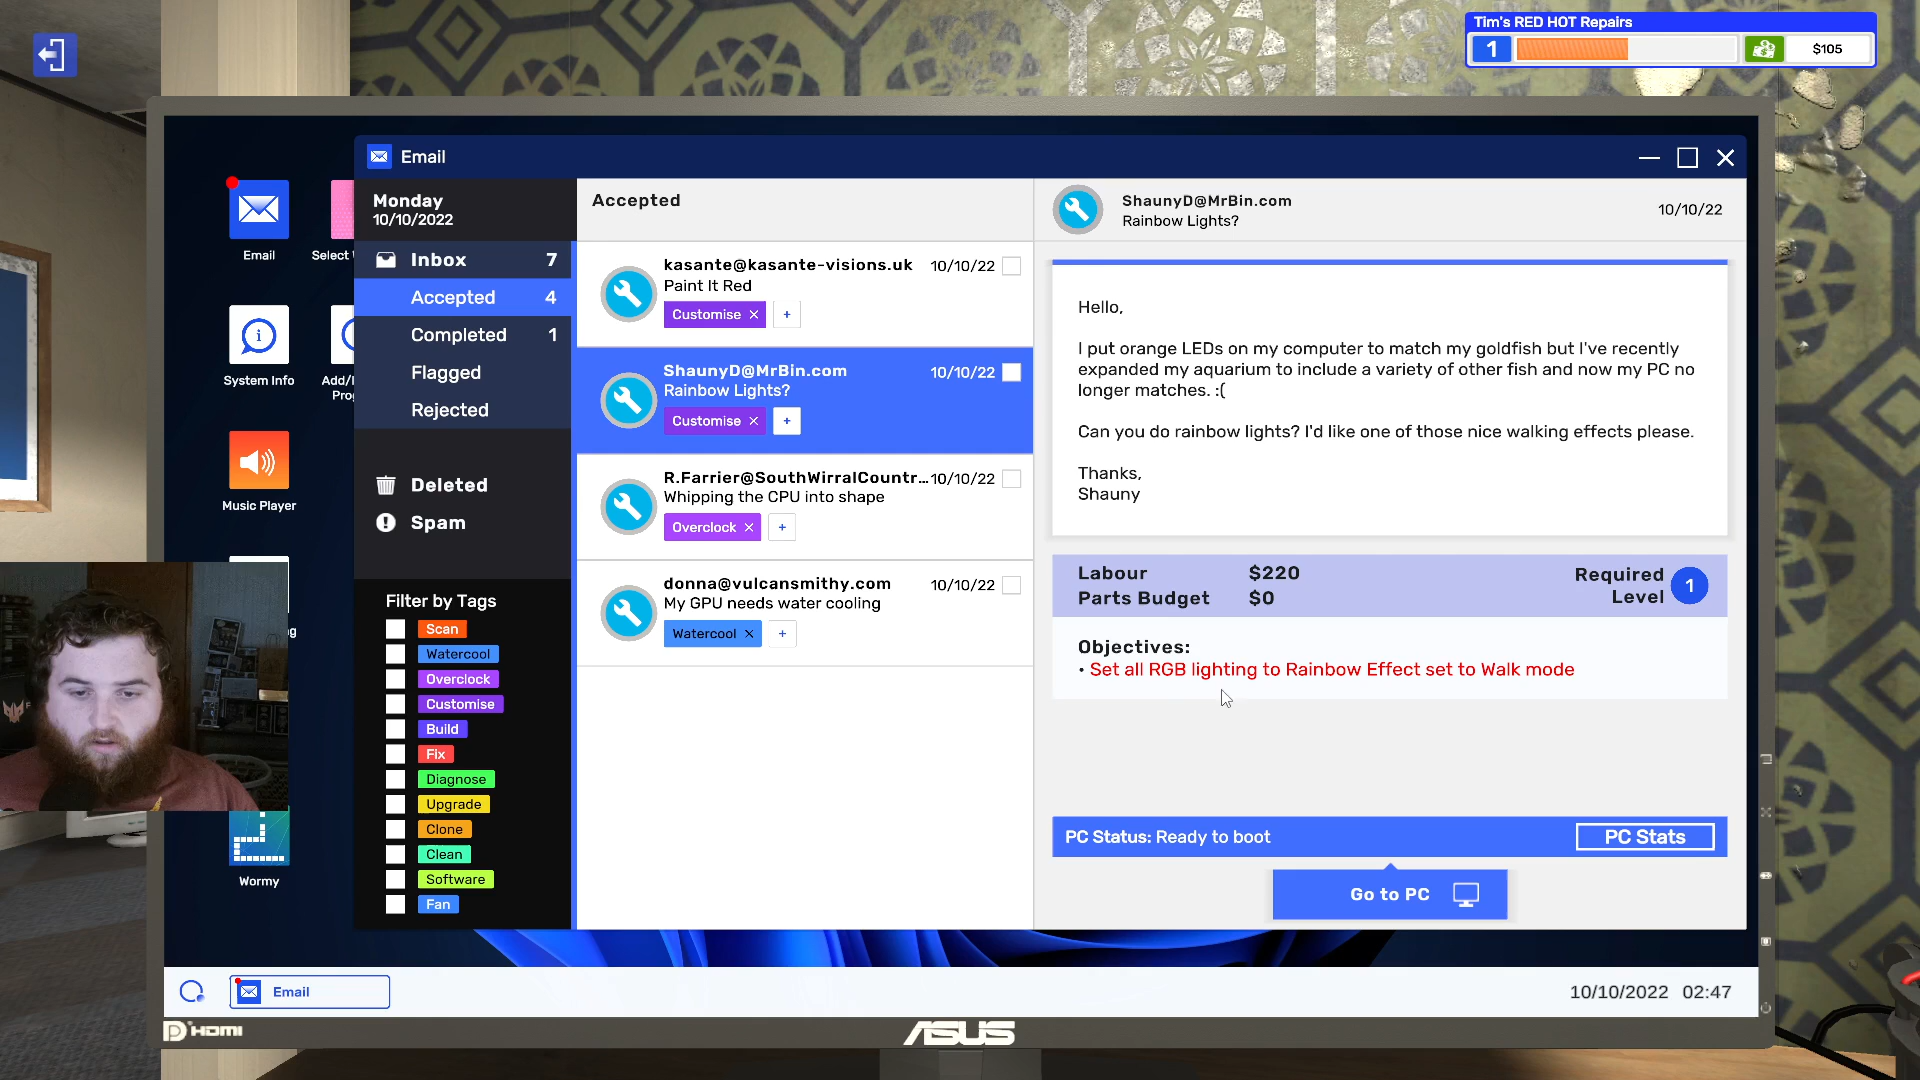 Tim's RED HOT Repairs
1
$105
Email
Monday
10/10/2022
Inbox 7
Accepted 4
Completed 1
Flagged
Rejected
Deleted
Spam
Filter by Tags
Scan
Watercool
Overclock
Customise
Build
Fix
Diagnose
Upgrade
Clone
Clean
Software
Fan
Accepted
kasante@kasante-visions.uk 10/10/22
Paint It Red
Customise × +
ShaunyD@MrBin.com 10/10/22
Rainbow Lights?
Customise × +
R.Farrier@SouthWirralCountr... 10/10/22
Whipping the CPU into shape
Overclock × +
donna@vulcansmithy.com 10/10/22
My GPU needs water cooling
Watercool × +
ShaunyD@MrBin.com
Rainbow Lights?
10/10/22
Hello,
I put orange LEDs on my computer to match my goldfish but I've recently
expanded my aquarium to include a variety of other fish and now my PC no
longer matches. :(
Can you do rainbow lights? I'd like one of those nice walking effects please.
Thanks,
Shauny
Labour $220
Parts Budget $0
Required
Level 1
Objectives:
• Set all RGB lighting to Rainbow Effect set to Walk mode
PC Status: Ready to boot
PC Stats
Go to PC
Email
Select
System Info
Add/
Prog
Music Player
Wormy
Email
10/10/2022 02:47
HDMI
ASUS